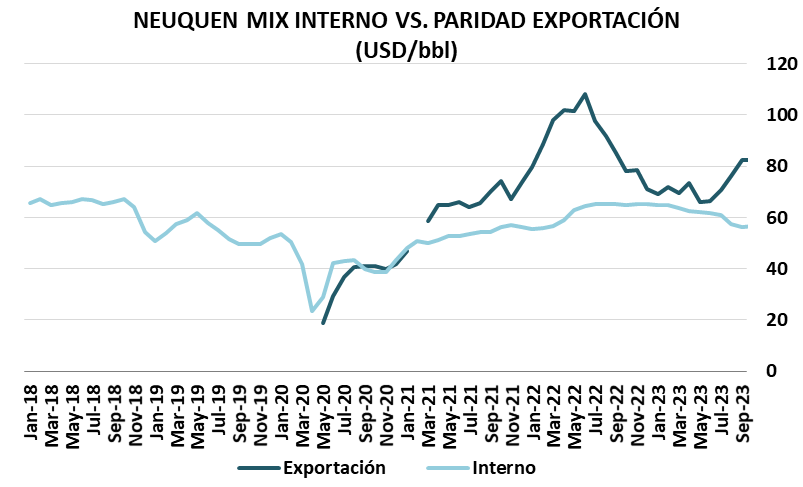 NEUQUEN MIX INTERNO VS. PARIDAD EXPORTACIÓN
(USD/bbl)
120
100
80
60
40
20
0
Jan-18
Mar-18
May-18
Jul-18
Sep-18
Nov-18
Jan-19
Mar-19
May-19
Jul-19
Sep-19
Nov-19
Jan-20
Mar-20
May-20
Jul-20
Sep-20
Nov-20
Jan-21
Mar-21
May-21
Jul-21
Sep-21
Nov-21
Jan-22
Mar-22
May-22
Jul-22
Sep-22
Nov-22
Jan-23
Mar-23
May-23
Jul-23
Sep-23
Exportación
Interno